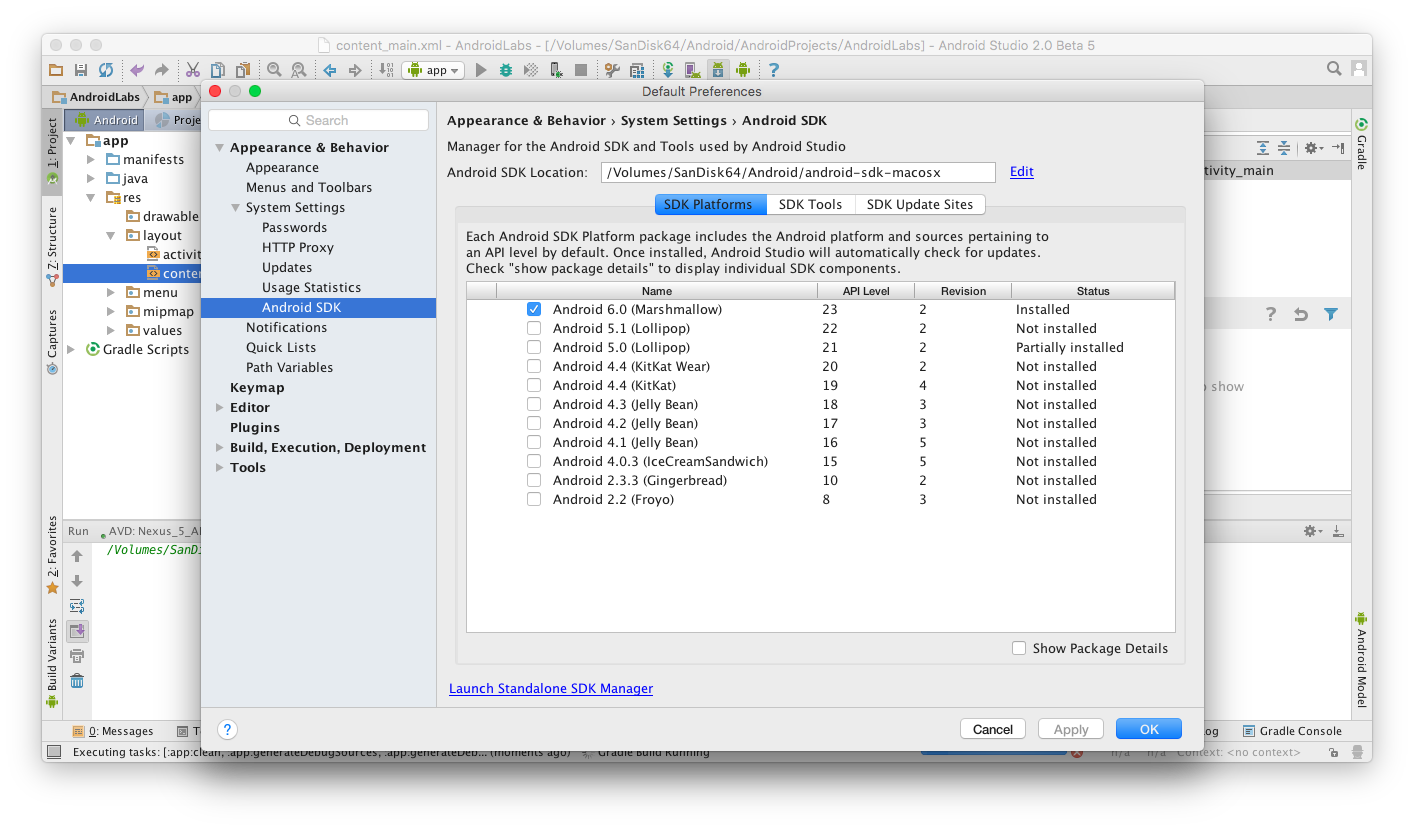 content_main.xml - AndroidLabs - [/Volumes/SanDisk64/Android/AndroidProjects/AndroidLabs] - Android Studio 2.0 Beta 5
app
AndroidLabs
app
Default Preferences
1: Project
Android
Proje
app
manifests
java
res
drawable
layout
activit
conte
menu
mipmap
values
Gradle Scripts
Z: Structure
Captures
2: Favorites
Build Variants
Search
Appearance & Behavior
Appearance
Menus and Toolbars
System Settings
Passwords
HTTP Proxy
Updates
Usage Statistics
Android SDK
Notifications
Quick Lists
Path Variables
Keymap
Editor
Plugins
Build, Execution, Deployment
Tools
Appearance & Behavior › System Settings › Android SDK
Manager for the Android SDK and Tools used by Android Studio
Android SDK Location: /Volumes/SanDisk64/Android/android-sdk-macosx Edit
SDK Platforms SDK Tools SDK Update Sites
Each Android SDK Platform package includes the Android platform and sources pertaining to
an API level by default. Once installed, Android Studio will automatically check for updates.
Check "show package details" to display individual SDK components.
Name API Level Revision Status
Android 6.0 (Marshmallow) 23 2 Installed
Android 5.1 (Lollipop) 22 2 Not installed
Android 5.0 (Lollipop) 21 2 Partially installed
Android 4.4 (KitKat Wear) 20 2 Not installed
Android 4.4 (KitKat) 19 4 Not installed
Android 4.3 (Jelly Bean) 18 3 Not installed
Android 4.2 (Jelly Bean) 17 3 Not installed
Android 4.1 (Jelly Bean) 16 5 Not installed
Android 4.0.3 (IceCreamSandwich) 15 5 Not installed
Android 2.3.3 (Gingerbread) 10 2 Not installed
Android 2.2 (Froyo) 8 3 Not installed
Show Package Details
Launch Standalone SDK Manager
? Cancel Apply OK
tivity_main
show
Gradle
Android Model
Run AVD: Nexus_5_A
/Volumes/SanDi
0: Messages
og
Gradle Console
Executing tasks: [:app:clean, :app:generateDebugSources, :app:generateDeb... (moments ago)
Gradle Build Running
n/a n/a Context: <no context>